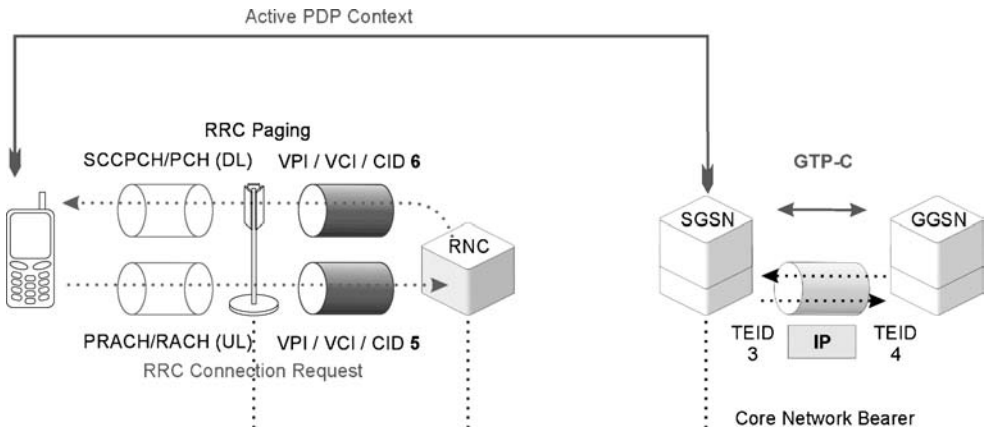 Active PDP Context
RRC Paging
SCCPCH/PCH (DL)
VPI / VCI / CID 6
GTP-C
SGSN
GGSN
RNC
PRACH/RACH (UL)
VPI / VCI / CID 5
RRC Connection Request
TEID
3
IP
TEID
4
Core Network Bearer